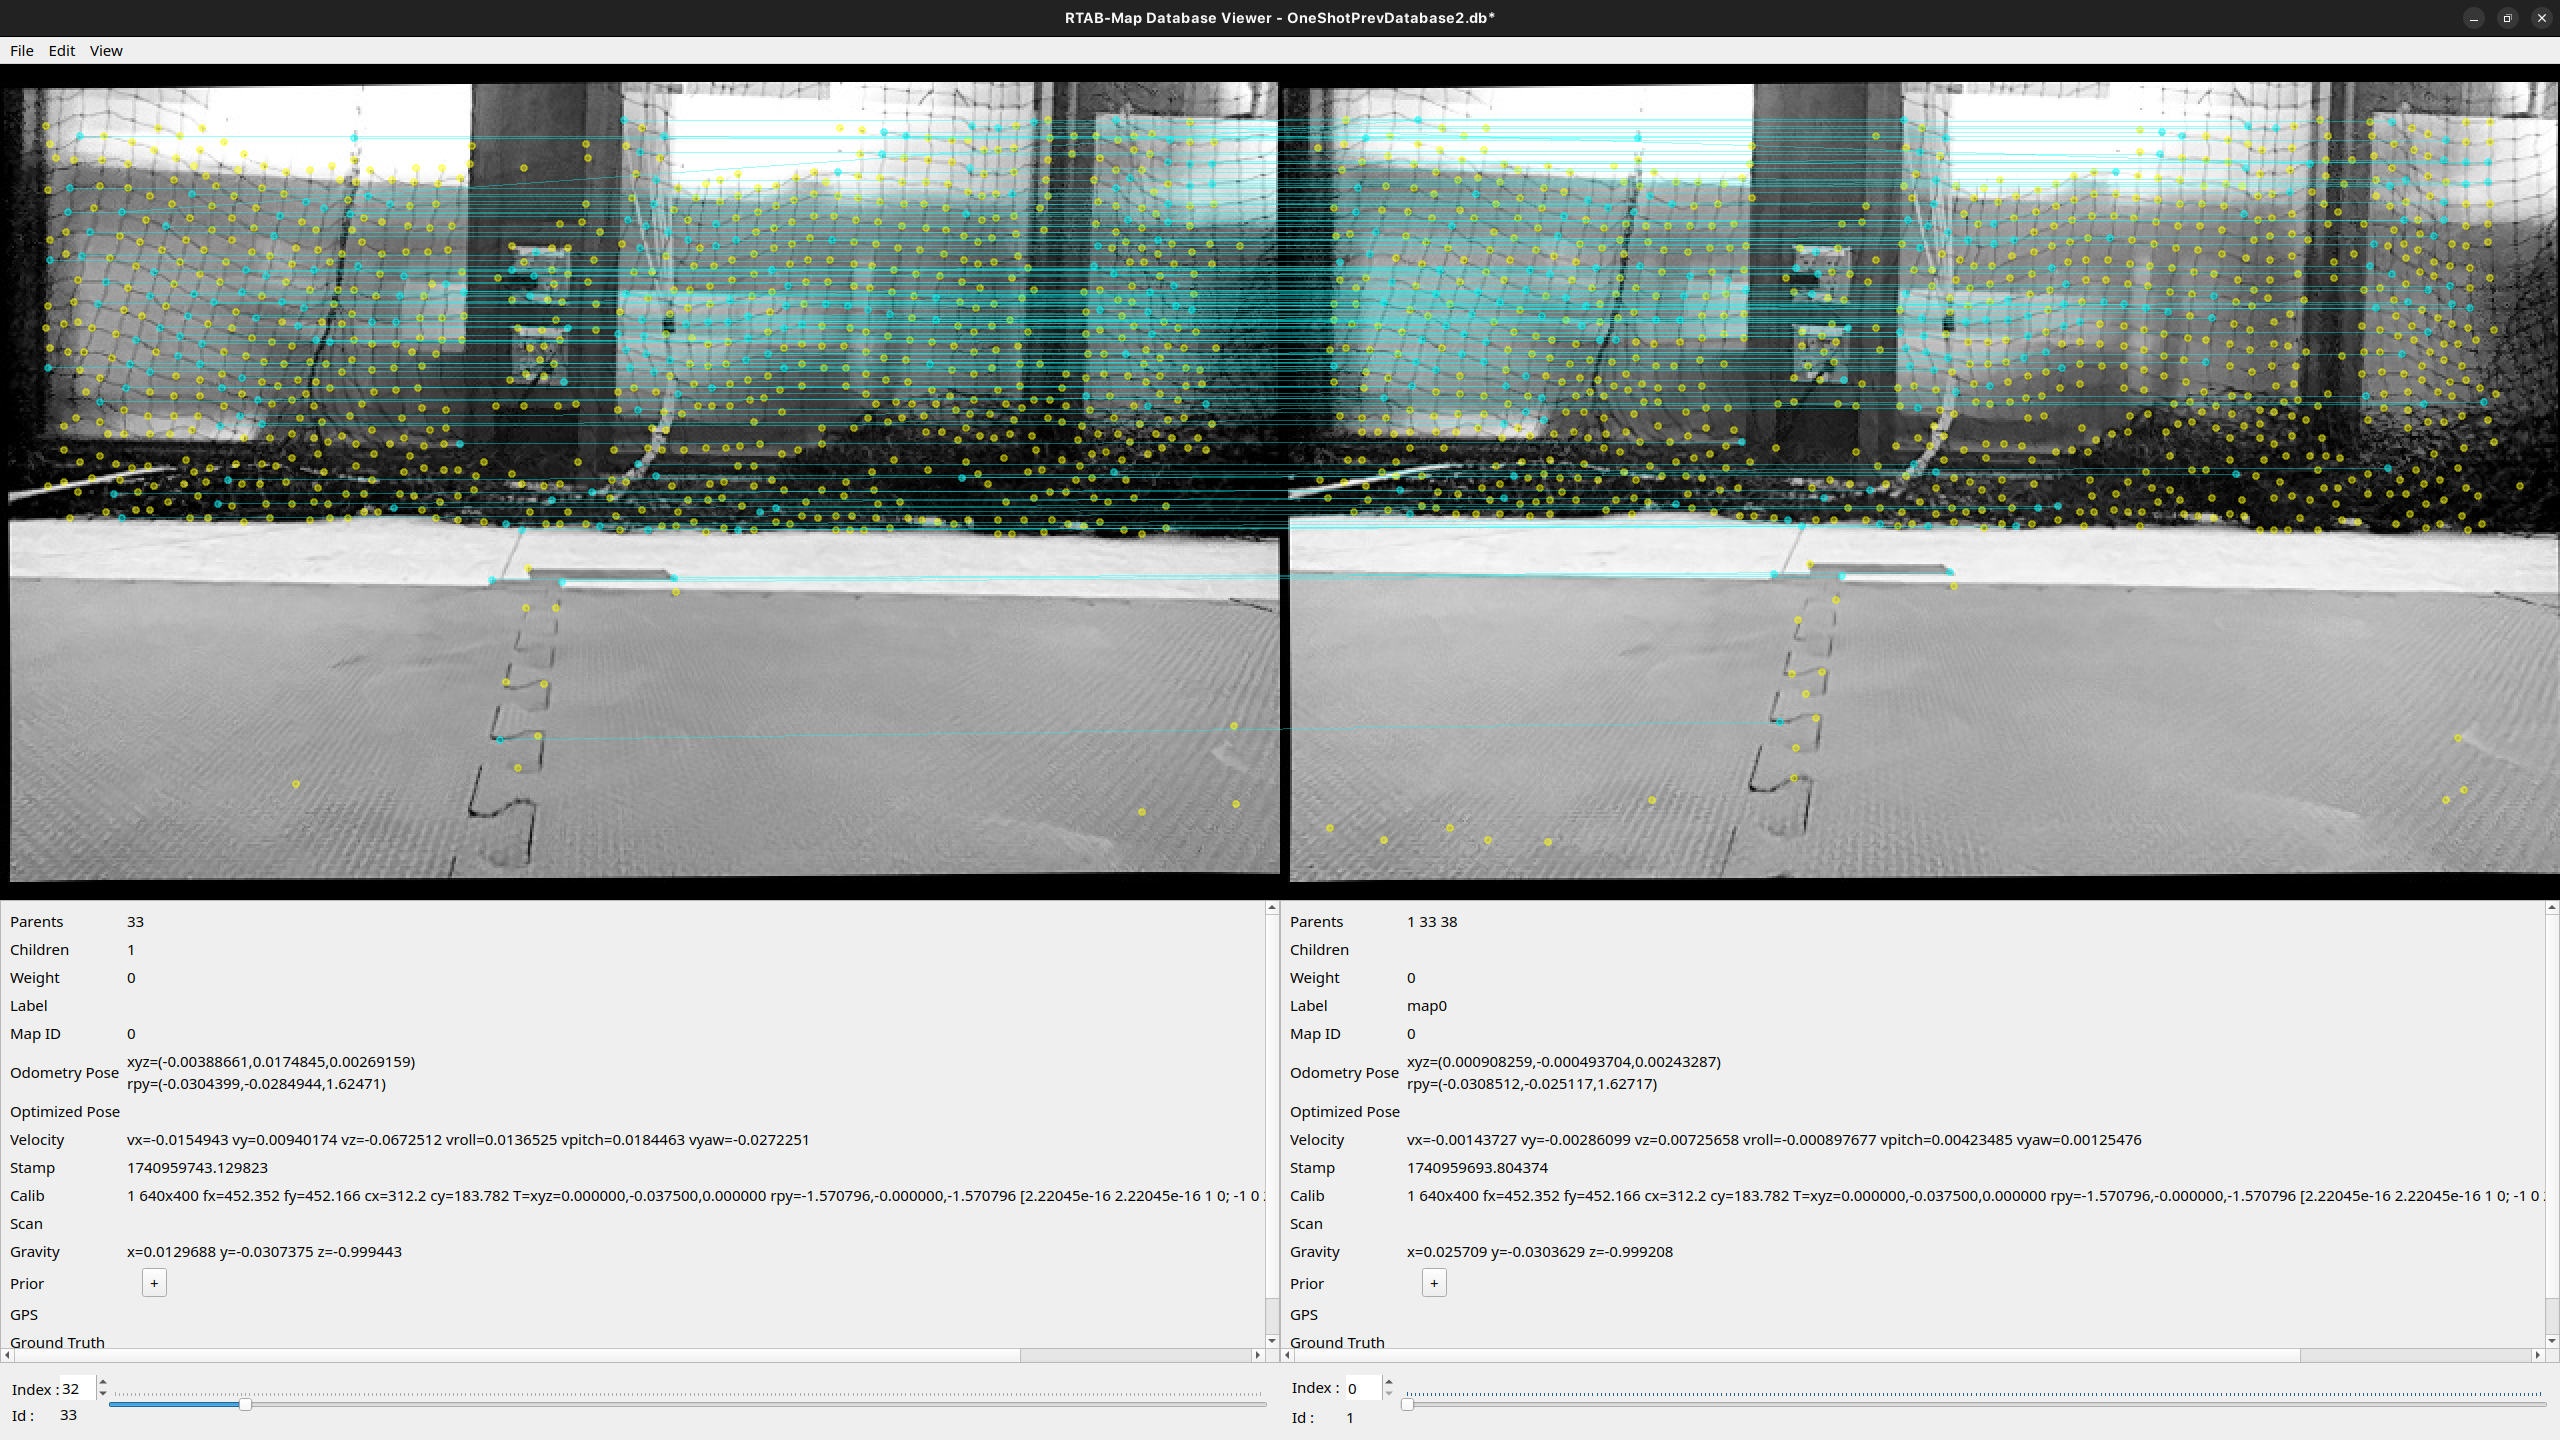 RTAB-Map Database Viewer - OneShotPrevDatabase2.db*
File Edit View
Parents 33
Children 1
Weight 0
Label
Map ID 0
Odometry Pose xyz=(-0.00388661,0.0174845,0.00269159)
rpy=(-0.0304399,-0.0284944,1.62471)
Optimized Pose
Velocity vx=-0.0154943 vy=0.00940174 vz=-0.0672512 vroll=0.0136525 vpitch=0.0184463 vyaw=-0.0272251
Stamp 1740959743.129823
Calib 1 640x400 fx=452.352 fy=452.166 cx=312.2 cy=183.782 T=xyz=0.000000,-0.037500,0.000000 rpy=-1.570796,-0.000000,-1.570796 [2.22045e-16 2.22045e-16 1 0; -1 0
Scan
Gravity x=0.0129688 y=-0.0307375 z=-0.999443
Prior +
GPS
Ground Truth
Index : 32
Id : 33
Parents 1 33 38
Children
Weight 0
Label map0
Map ID 0
Odometry Pose xyz=(0.000908259,-0.000493704,0.00243287)
rpy=(-0.0308512,-0.025117,1.62717)
Optimized Pose
Velocity vx=-0.00143727 vy=-0.00286099 vz=0.00725658 vroll=-0.000897677 vpitch=0.00423485 vyaw=0.00125476
Stamp 1740959693.804374
Calib 1 640x400 fx=452.352 fy=452.166 cx=312.2 cy=183.782 T=xyz=0.000000,-0.037500,0.000000 rpy=-1.570796,-0.000000,-1.570796 [2.22045e-16 2.22045e-16 1 0; -1 0
Scan
Gravity x=0.025709 y=-0.0303629 z=-0.999208
Prior +
GPS
Ground Truth
Index : 0
Id : 1